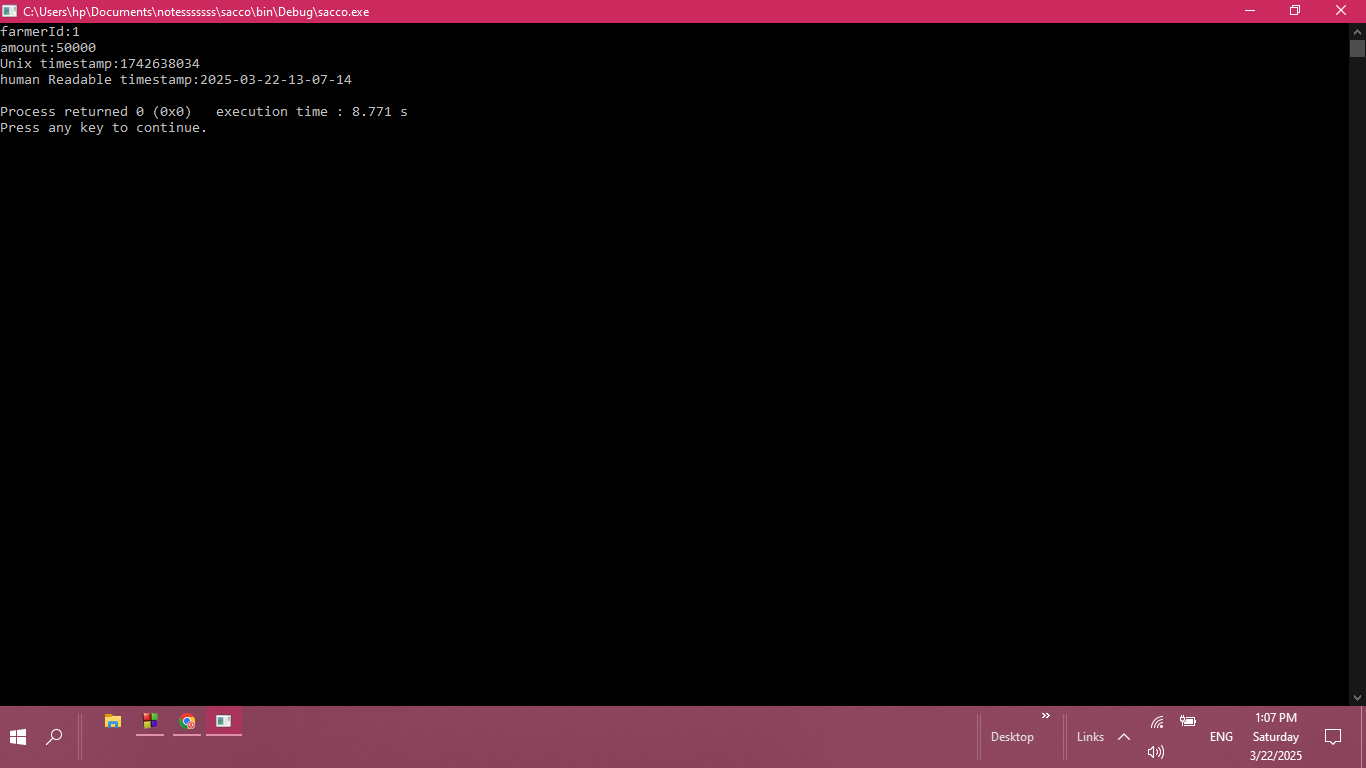 C:\Users\hp\Documents\notesssssss\sacco\bin\Debug\sacco.exe
farmerId:1
amount:50000
Unix timestamp:1742638034
human Readable timestamp:2025-03-22-13-07-14
Process returned 0 (0x0)   execution time : 8.771 s
Press any key to continue.
Desktop
»
Links
ENG
1:07 PM
Saturday
3/22/2025